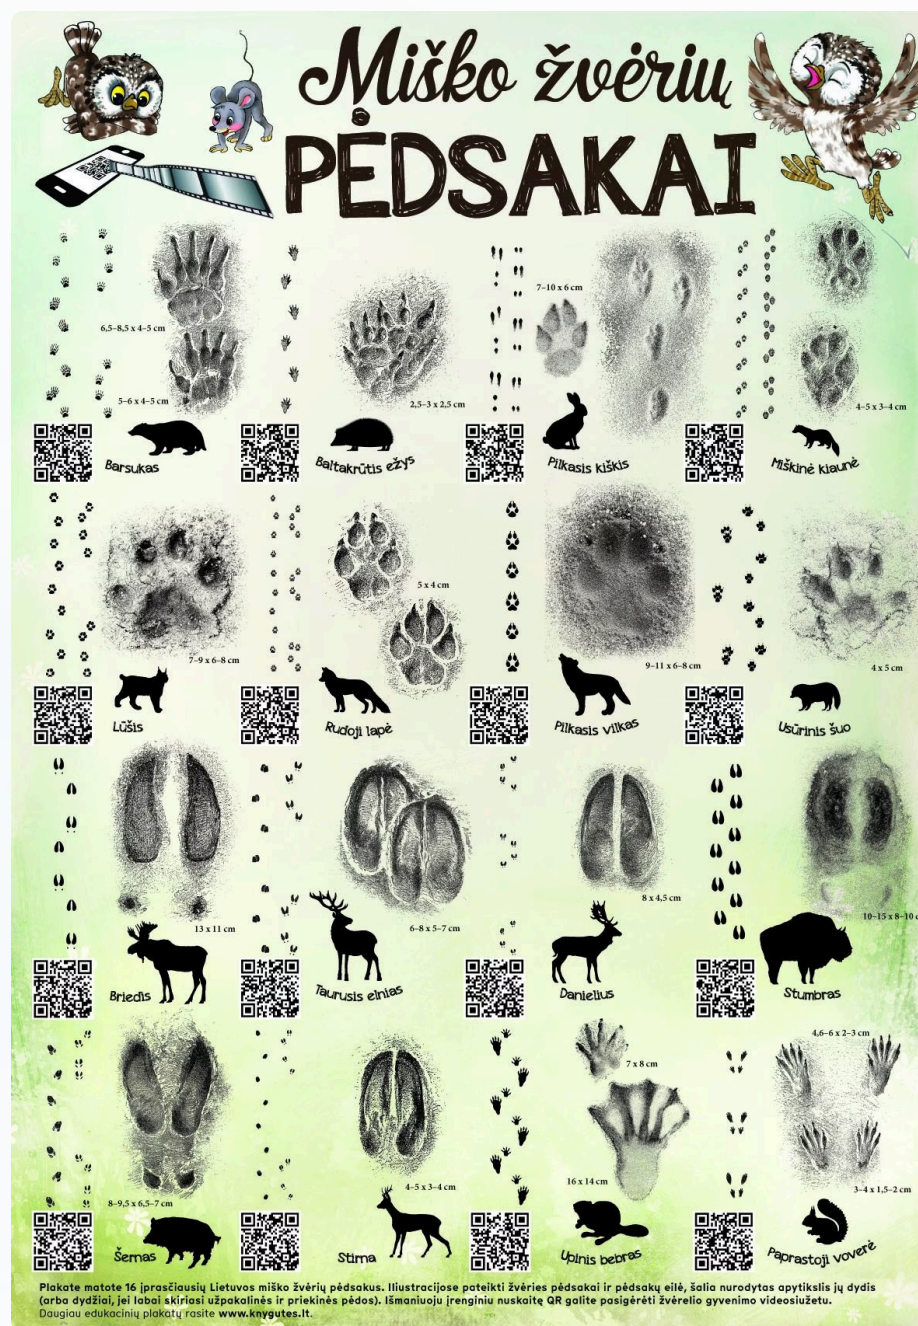 Miško žvėrių
PĖDSAKAI
6,5–8,5 x 4–5 cm
5–6 x 4–5 cm
Barsukas
2,5–3 x 2,5 cm
Baltakrūtis ežys
7–10 x 6 cm
Pilkasis kiškis
4–5 x 3–4 cm
Miškinė kiaunė
7–9 x 6–8 cm
Lūšis
5 x 4 cm
Rudoji lapė
9–11 x 6–8 cm
Pilkasis vilkas
4 x 5 cm
Usūrinis šuo
13 x 11 cm
Briedis
6–8 x 5–7 cm
Taurusis elnias
8 x 4,5 cm
Danielius
10–15 x 8–10 c
Stumbras
8–9,5 x 6,5–7 cm
Šernas
4–5 x 3–4 cm
Stirna
7 x 8 cm
16 x 14 cm
Upinis bebras
4,6–6 x 2–3 cm
3–4 x 1,5–2 cm
Paprastoji voverė
Plakate matote 16 įprasčiausių Lietuvos miško žvėrių pėdsakus. Iliustracijose pateikti žvėries pėdsakai ir pėdsakų eilė, šalia nurodytas apytikslis jų dydis
(arba dydžiai, jei labai skiriasi užpakalinės ir priekinės pėdos). Išmaniuoju įrenginiu nuskaitę QR galite pasigėrėti žvėrelio gyvenimo videosiužetu.
Daugiau edukacinių plakatų rasite www.knygutes.lt.